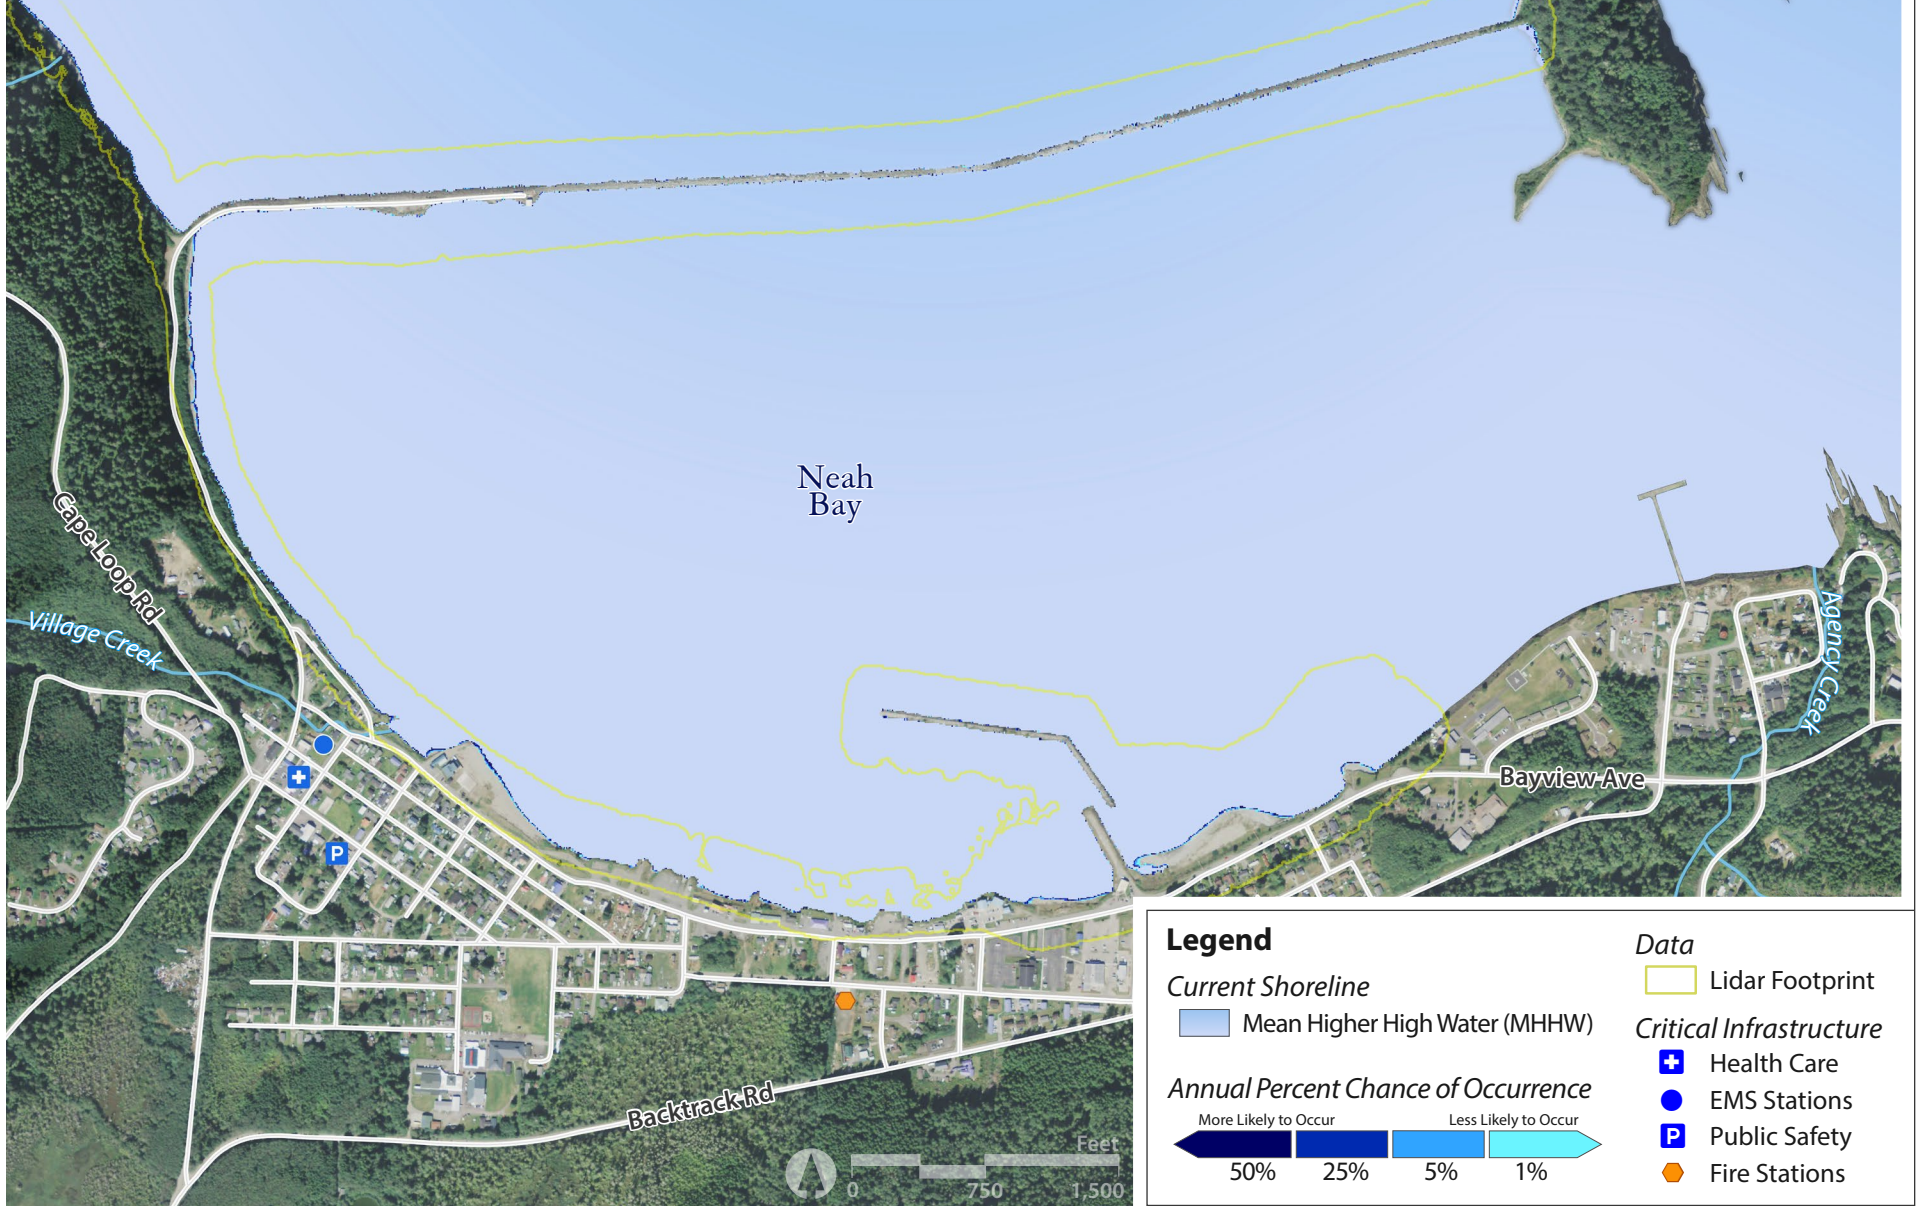 Neah
Bay
Cape Loop Rd
Village Creek
Agency Creek
Bayview Ave
Backtrack Rd
Feet
0 750 1,500
Legend
Current Shoreline
Mean Higher High Water (MHHW)
Annual Percent Chance of Occurrence
More Likely to Occur Less Likely to Occur
50% 25% 5% 1%
Data
Lidar Footprint
Critical Infrastructure
Health Care
EMS Stations
P Public Safety
Fire Stations
P